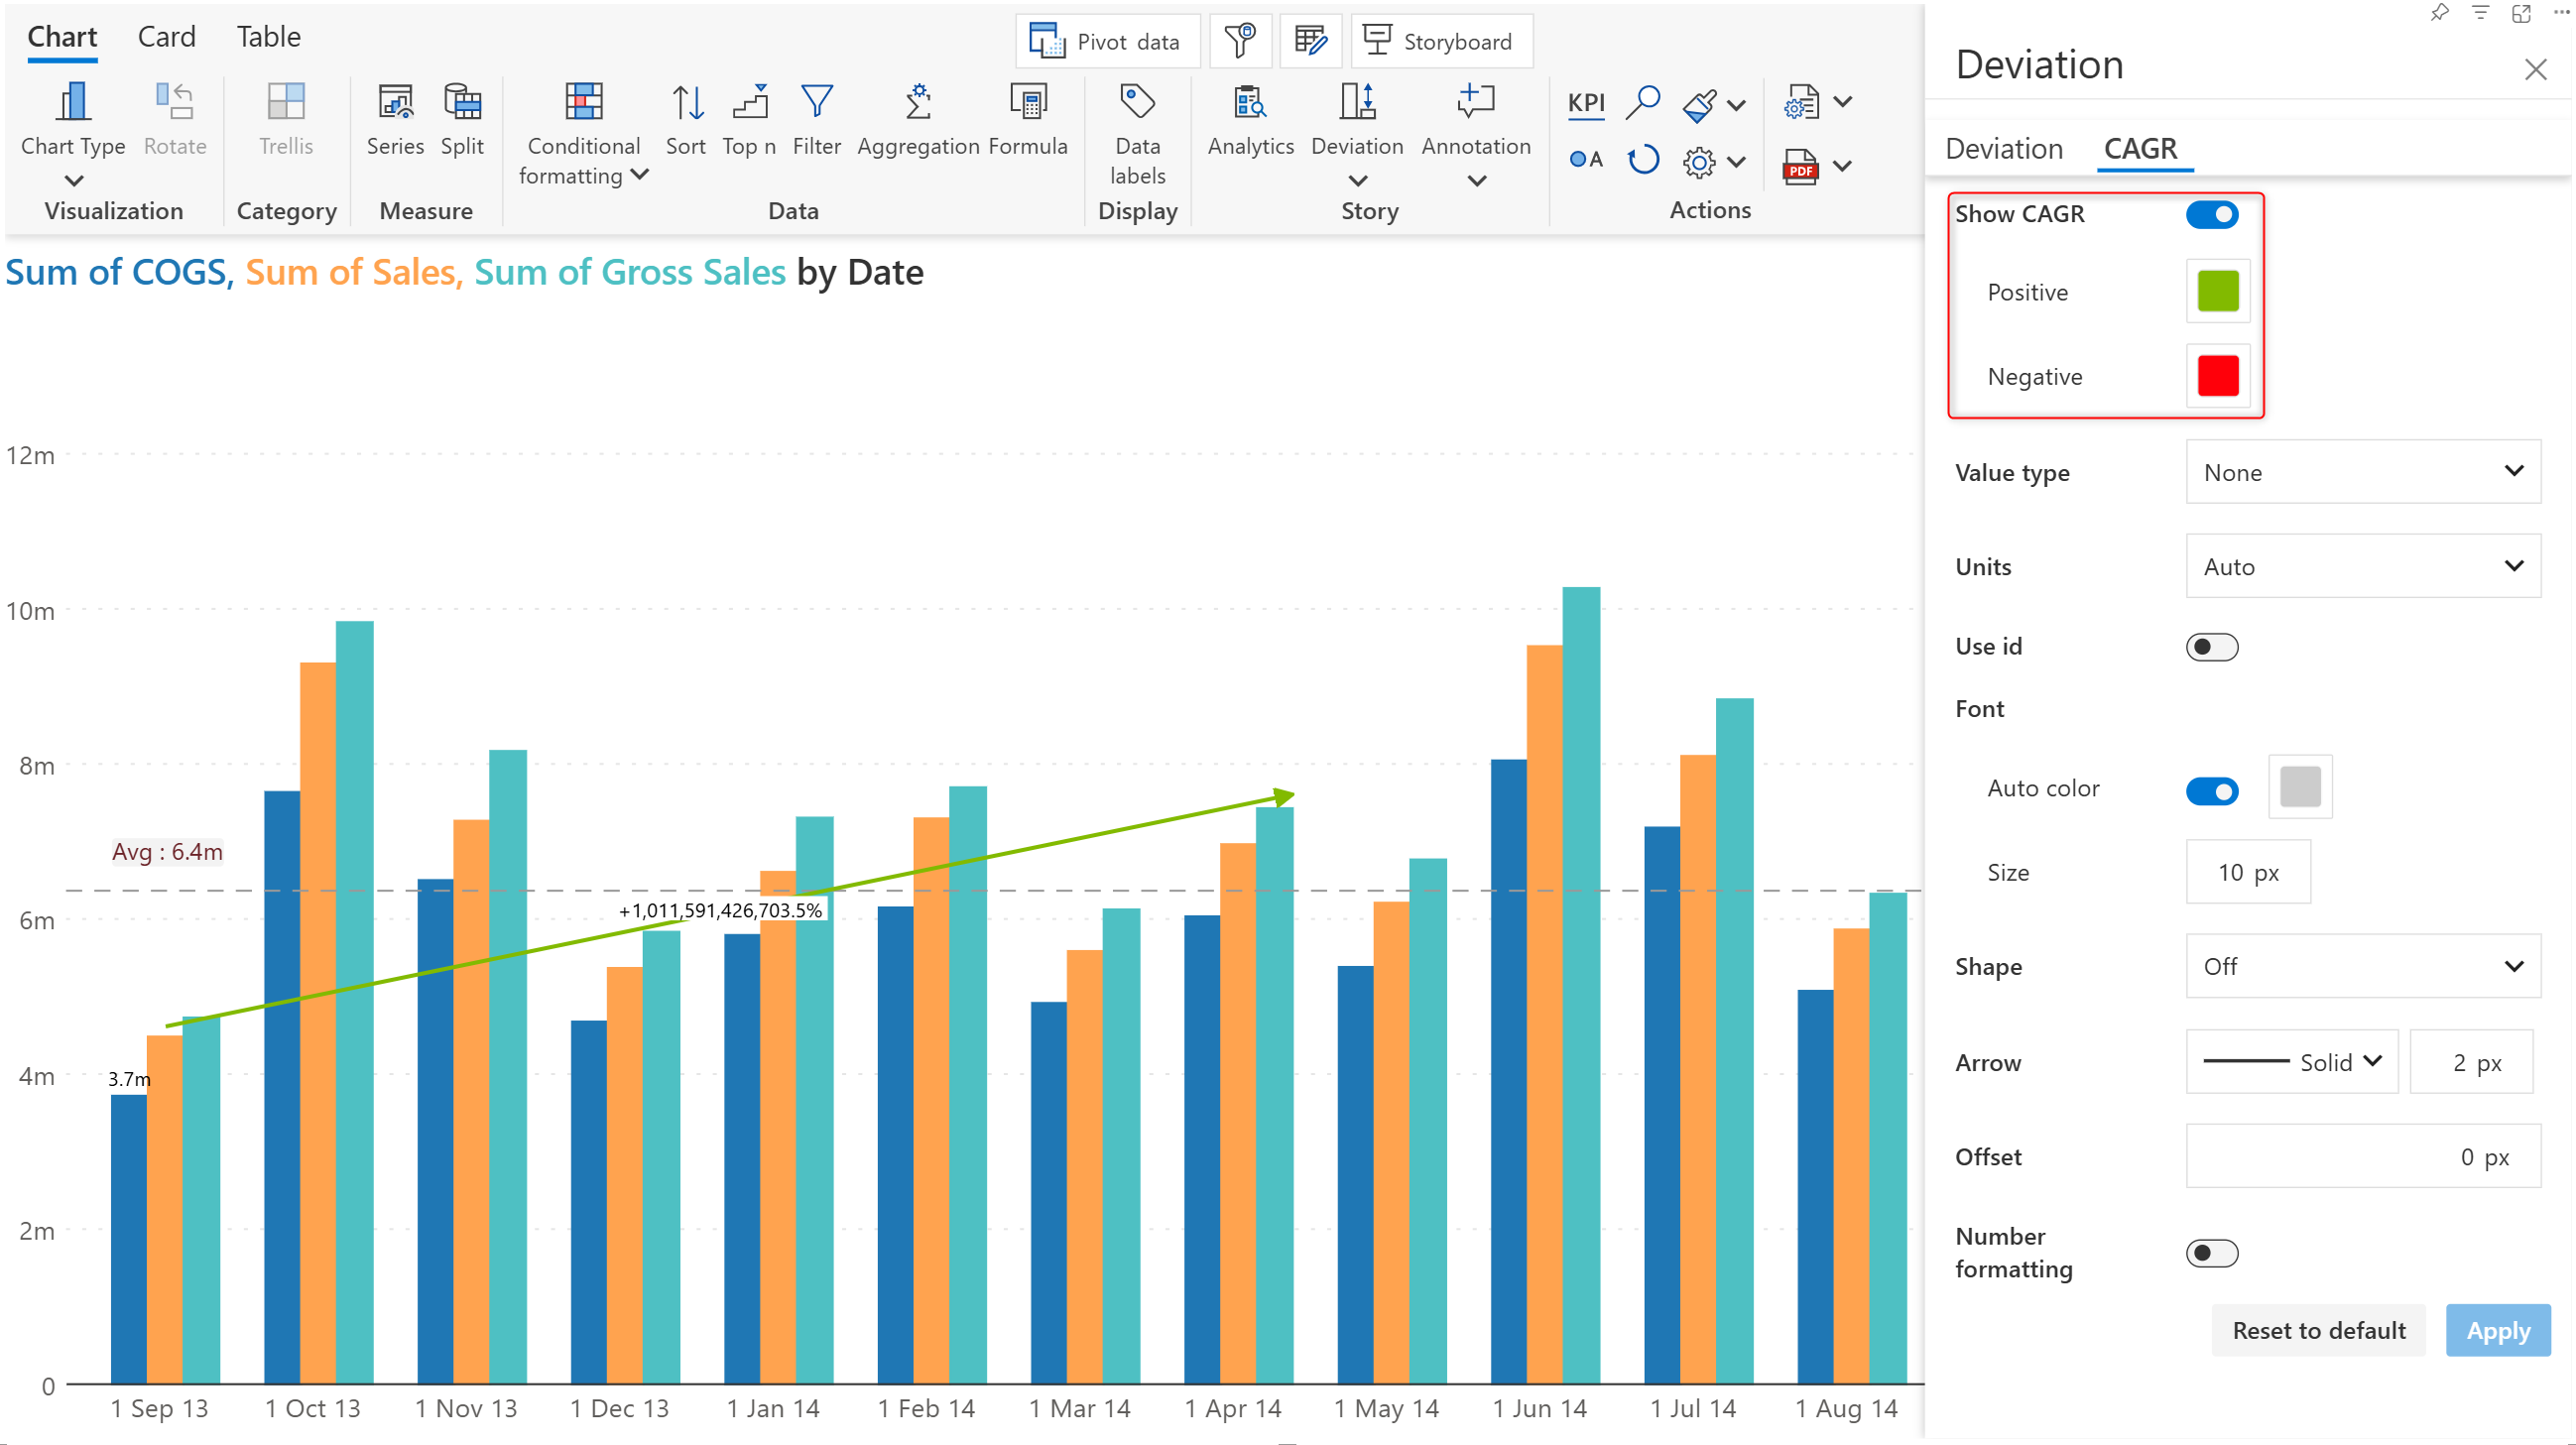 Chart Card Table
Pivot data
Storyboard
Chart Type
Rotate
Visualization
Trellis
Category
Series
Split
Measure
Conditional formatting
Sort
Top n
Filter
Aggregation
Formula
Data
Data labels
Display
Analytics
Deviation
Annotation
Story
KPI
A
PDF
Actions
Sum of COGS, Sum of Sales, Sum of Gross Sales by Date
12m
10m
8m
6m
4m
2m
0
Avg : 6.4m
+1,011,591,426,703.5%
3.7m
1 Sep 13
1 Oct 13
1 Nov 13
1 Dec 13
1 Jan 14
1 Feb 14
1 Mar 14
1 Apr 14
1 May 14
1 Jun 14
1 Jul 14
1 Aug 14
Deviation
Deviation CAGR
Show CAGR
Positive
Negative
Value type None
Units Auto
Use id
Font
Auto color
Size 10 px
Shape Off
Arrow Solid 2 px
Offset 0 px
Number
formatting
Reset to default Apply